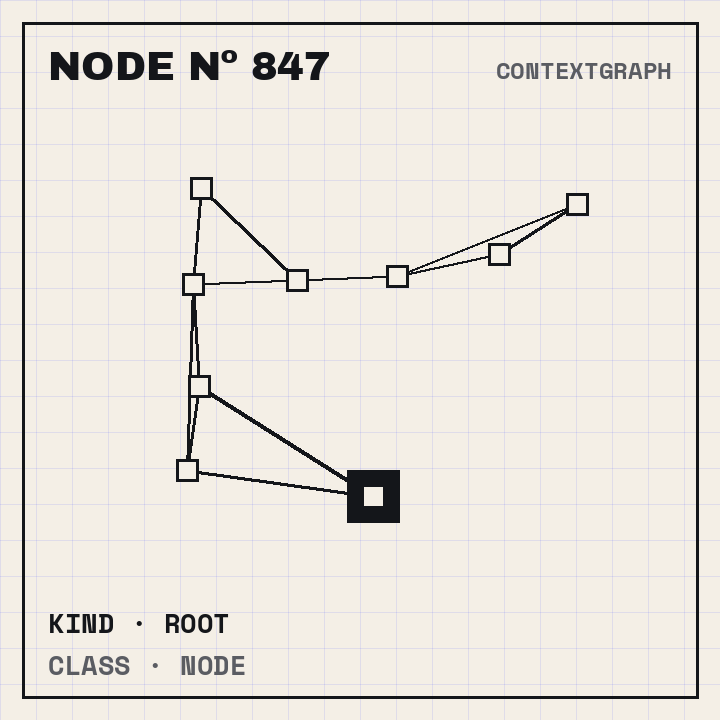 NODE Nº 847
CONTEXTGRAPH
KIND · ROOT
CLASS · NODE